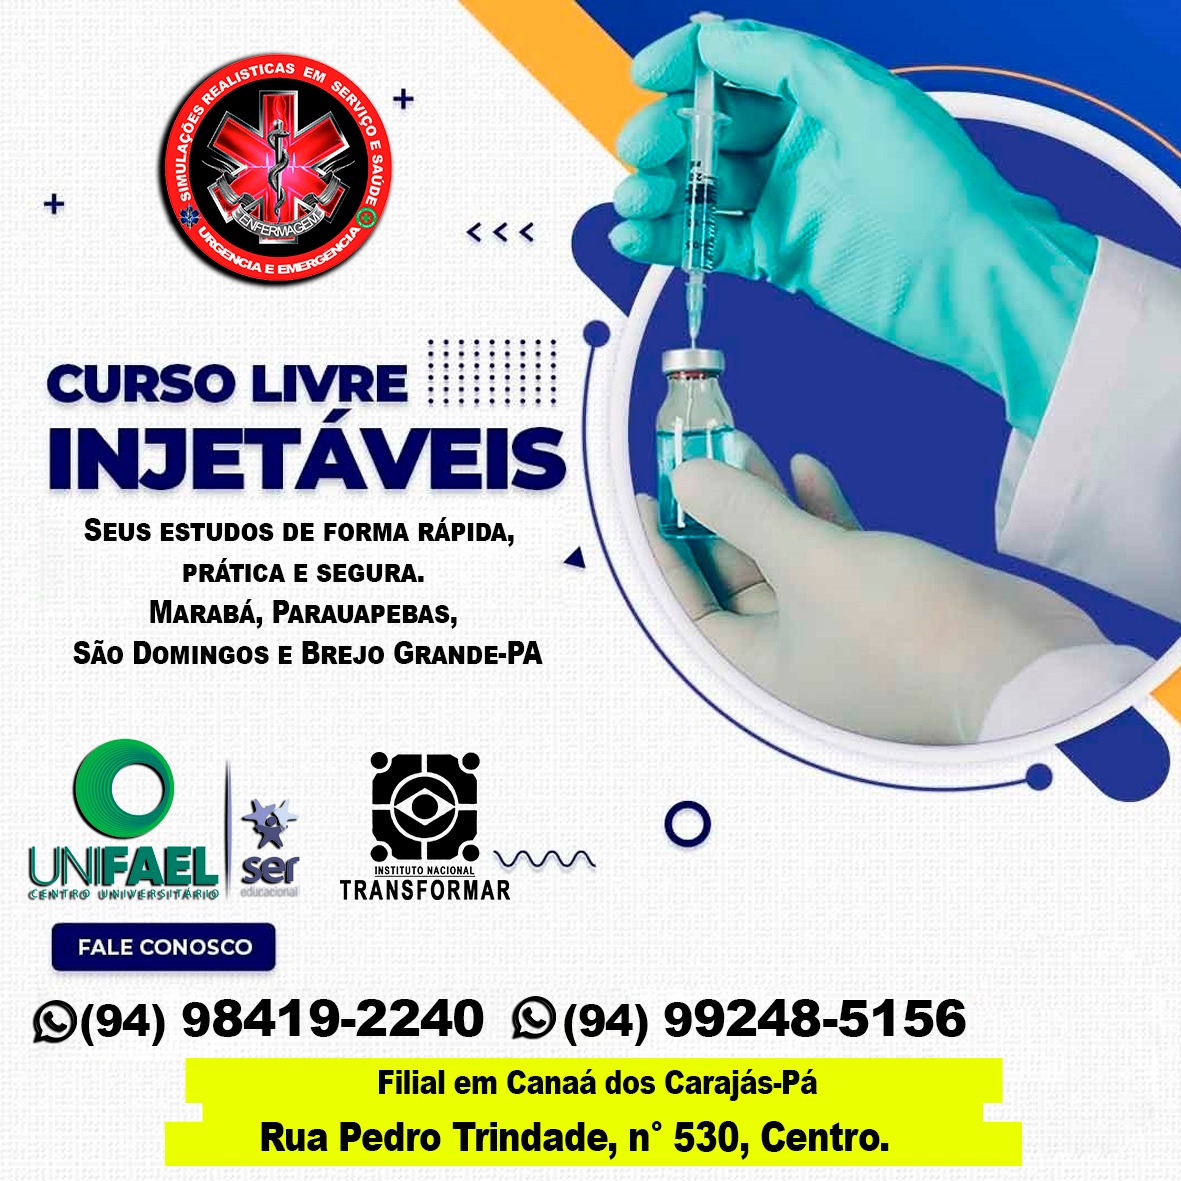 SIMULAÇÕES REALISTICAS EM SERVIÇO E SAÚDE
ENFERMAGEM
URGENCIA E EMERGENCIA
CURSO LIVRE
INJETÁVEIS
SEUS ESTUDOS DE FORMA RÁPIDA,
PRÁTICA E SEGURA.
MARABÁ, PARAUAPEBAS,
SÃO DOMINGOS E BREJO GRANDE-PA
UNIFAEL
CENTRO UNIVERSITÁRIO
ser
educacional
INSTITUTO NACIONAL
TRANSFORMAR
FALE CONOSCO
(94) 98419-2240 (94) 99248-5156
Filial em Canaá dos Carajás-Pá
Rua Pedro Trindade, n° 530, Centro.